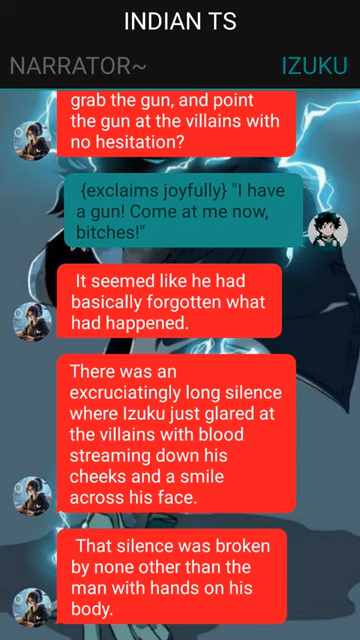 INDIAN TS
NARRATOR~ IZUKU
grab the gun, and point
the gun at the villains with
no hesitation?
{exclaims joyfully} "I have
a gun! Come at me now,
bitches!"
It seemed like he had
basically forgotten what
had happened.
There was an
excruciatingly long silence
where Izuku just glared at
the villains with blood
streaming down his
cheeks and a smile
across his face.
That silence was broken
by none other than the
man with hands on his
body.